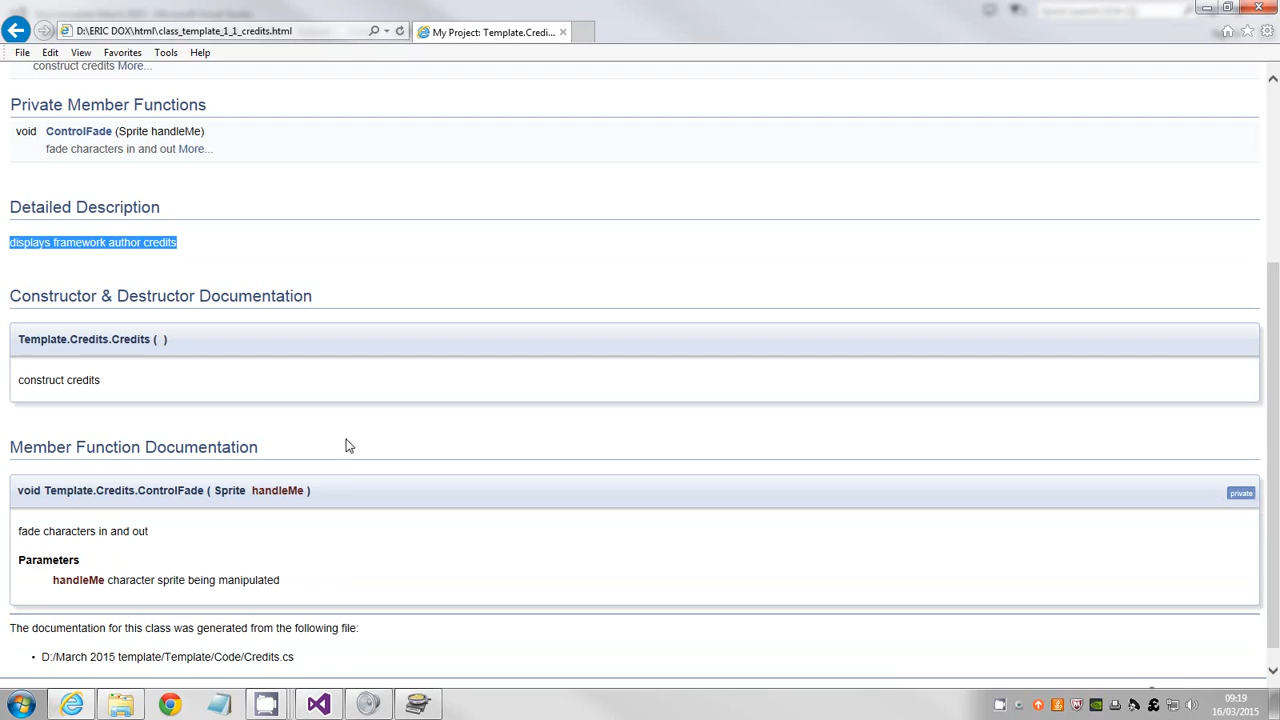 D:\ERIC DOX\html\class_template_1_1_credits.html
My Project: Template.Credi...
File Edit View Favorites Tools Help
construct credits More...
Private Member Functions
void ControlFade (Sprite handleMe)
fade characters in and out More...
Detailed Description
displays framework author credits
Constructor & Destructor Documentation
Template.Credits.Credits ( )
construct credits
Member Function Documentation
void Template.Credits.ControlFade ( Sprite handleMe )
private
fade characters in and out
Parameters
handleMe character sprite being manipulated
The documentation for this class was generated from the following file:
• D:/March 2015 template/Template/Code/Credits.cs
09:19
16/03/2015